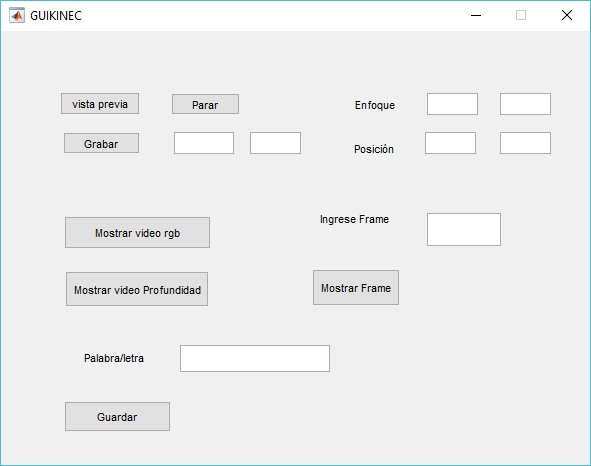 GUIKINEC
vista previa
Parar
Enfoque
Grabar
Posición
Mostrar video rgb
Ingrese Frame
Mostrar video Profundidad
Mostrar Frame
Palabra/letra
Guardar